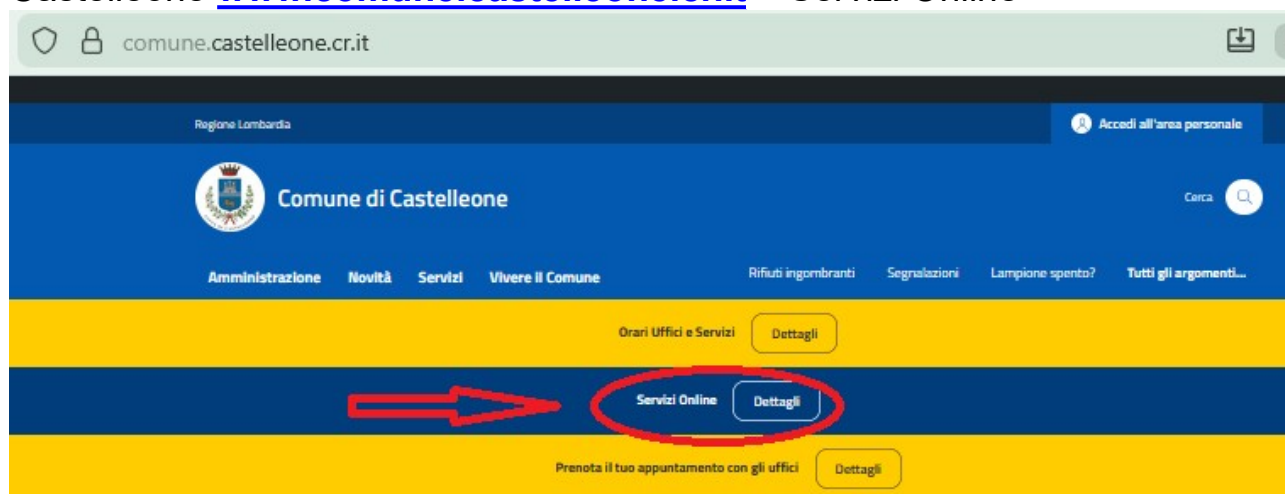 comune.castelleone.cr.it
Regione Lombardia
Accedi all'area personale
Comune di Castelleone
Cerca
Amministrazione Novità Servizi Vivere il Comune Rifiuti ingombranti Segnalazioni Lampione spento? Tutti gli argomenti...
Orari Uffici e Servizi Dettagli
Servizi Online Dettagli
Prenota il tuo appuntamento con gli uffici Dettagli